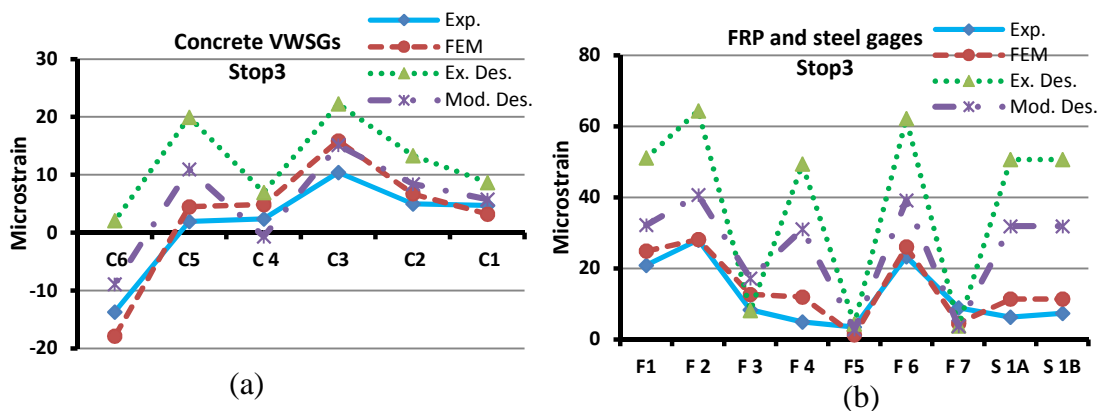 Concrete VWSGs
Stop3
Exp.
FEM
Ex. Des.
Mod. Des.
Microstrain
30
20
10
0
-10
-20
C6 C5 C 4 C3 C2 C1
(a)
FRP and steel gages
Stop3
Exp.
FEM
Ex. Des.
Mod. Des.
Microstrain
80
60
40
20
0
F1 F 2 F 3 F 4 F5 F 6 F 7 S 1A S 1B
(b)